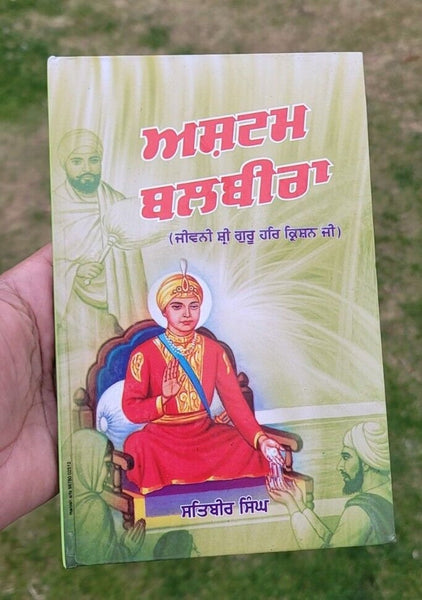 ਅਸ਼ਟਮ
ਬਲਬੀਰਾ
(ਜੀਵਨੀ ਸ਼੍ਰੀ ਗੁਰੂ ਹਰਿ ਕ੍ਰਿਸ਼ਨ ਜੀ)
ਸਤਿਬੀਰ ਸਿੰਘ